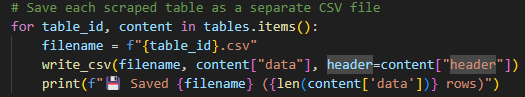 # Save each scraped table as a separate CSV file
for table_id, content in tables.items():
    filename = f"{table_id}.csv"
    write_csv(filename, content["data"], header=content["header"])
    print(f"💾 Saved {filename} ({len(content['data'])} rows)")